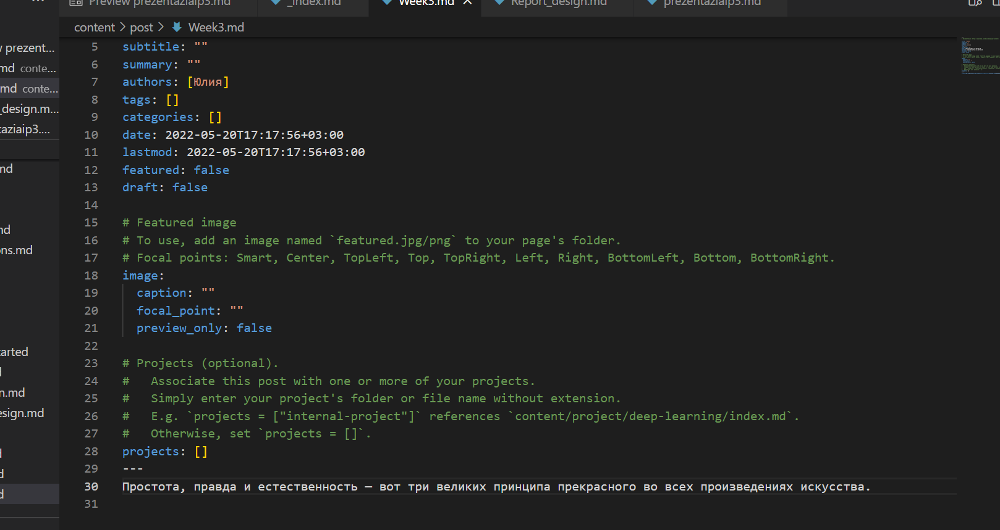 Preview prezentaziaip3.md
_index.md
Week3.md
Report_design.md
prezentaziaip3.md
content > post > Week3.md
prezent...
md conte...
md conte...
_design.m...
taziaip3....
md
md
ns.md
tarted
n.md
esign.md
5 subtitle: ""
6 summary: ""
7 authors: [Юлия]
8 tags: []
9 categories: []
10 date: 2022-05-20T17:17:56+03:00
11 lastmod: 2022-05-20T17:17:56+03:00
12 featured: false
13 draft: false
14
15 # Featured image
16 # To use, add an image named `featured.jpg/png` to your page's folder.
17 # Focal points: Smart, Center, TopLeft, Top, TopRight, Left, Right, BottomLeft, Bottom, BottomRight.
18 image:
19 caption: ""
20 focal_point: ""
21 preview_only: false
22
23 # Projects (optional).
24 #   Associate this post with one or more of your projects.
25 #   Simply enter your project's folder or file name without extension.
26 #   E.g. `projects = ["internal-project"]` references `content/project/deep-learning/index.md`.
27 #   Otherwise, set `projects = []`.
28 projects: []
29 ---
30 Простота, правда и естественность — вот три великих принципа прекрасного во всех произведениях искусства.
31